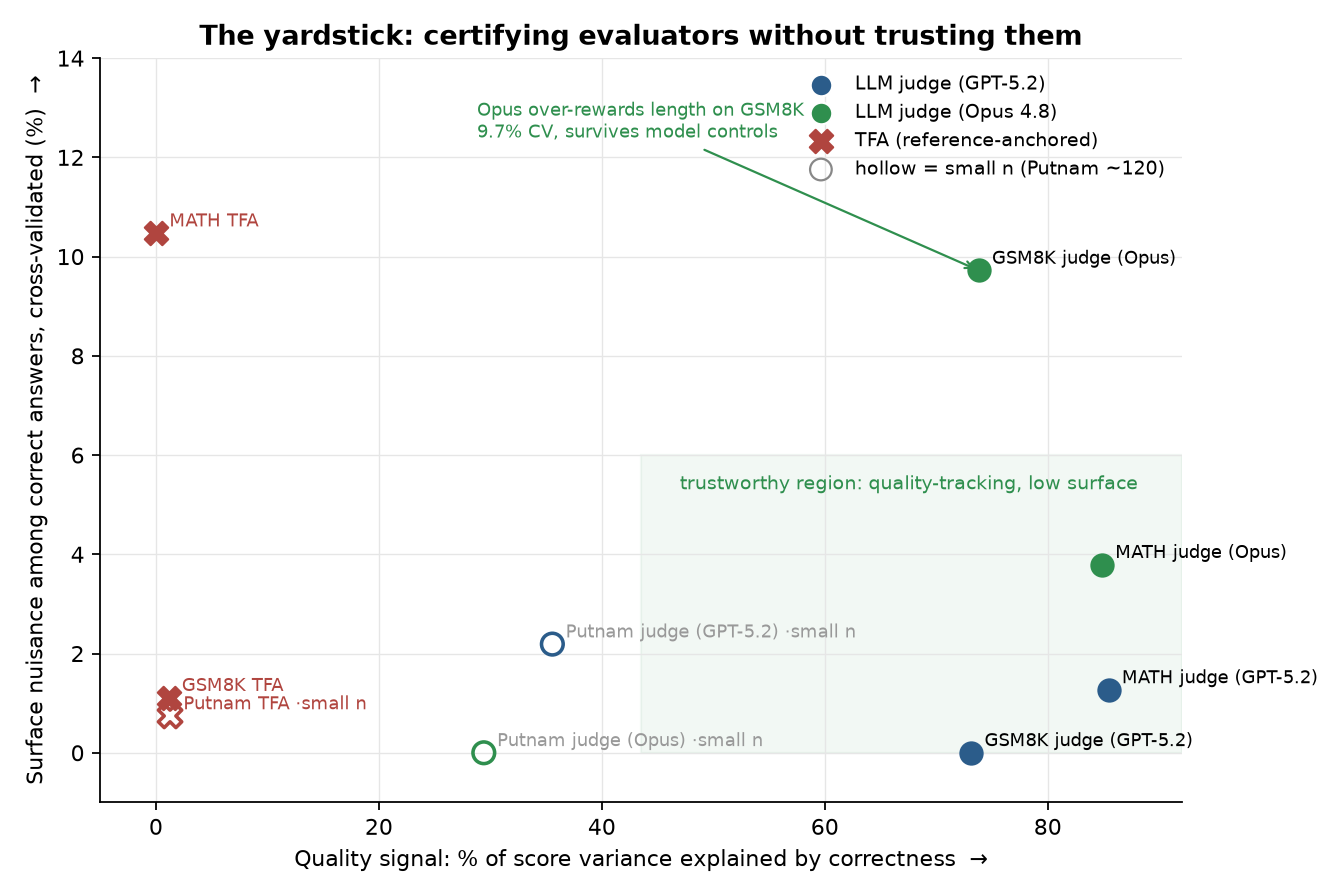 The yardstick: certifying evaluators without trusting them
Surface nuisance among correct answers, cross-validated (%) →
14
12
10
8
6
4
2
0
LLM judge (GPT-5.2)
LLM judge (Opus 4.8)
TFA (reference-anchored)
hollow = small n (Putnam ~120)
Opus over-rewards length on GSM8K
9.7% CV, survives model controls
MATH TFA
GSM8K judge (Opus)
trustworthy region: quality-tracking, low surface
MATH judge (Opus)
Putnam judge (GPT-5.2) ·small n
MATH judge (GPT-5.2)
GSM8K TFA
Putnam TFA ·small n
Putnam judge (Opus) ·small n
GSM8K judge (GPT-5.2)
0
20
40
60
80
Quality signal: % of score variance explained by correctness →